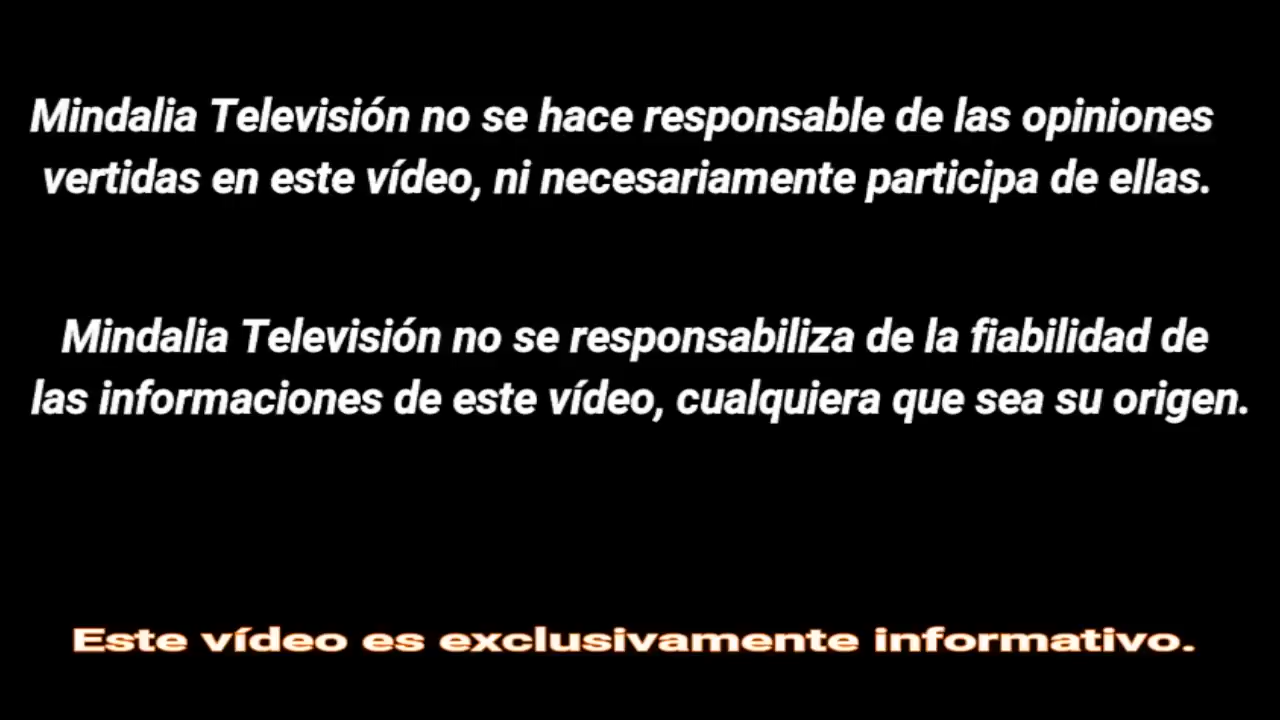 Mindalia Televisión no se hace responsable de las opiniones
vertidas en este vídeo, ni necesariamente participa de ellas.
Mindalia Televisión no se responsabiliza de la fiabilidad de
las informaciones de este vídeo, cualquiera que sea su origen.
Este vídeo es exclusivamente informativo.